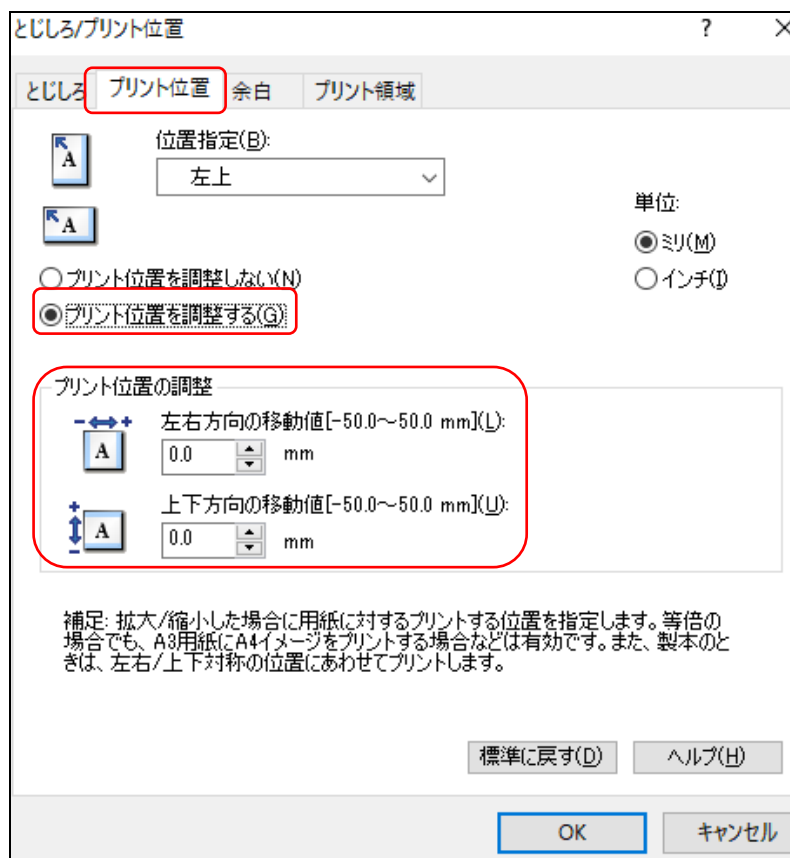 とじしろ/プリント位置 ?
とじしろ プリント位置 余白 プリント領域
位置指定(B):
A
左上
A
単位:
ミリ(M)
インチ(I)
プリント位置を調整しない(N)
プリント位置を調整する(G)
プリント位置の調整
- +
左右方向の移動値[-50.0～50.0 mm](L):
A
0.0 mm
上下方向の移動値[-50.0～50.0 mm](U):
+
A
-
0.0 mm
補足: 拡大/縮小した場合に用紙に対するプリントする位置を指定します。等倍の
場合でも、A3用紙にA4イメージをプリントする場合などは有効です。また、製本のと
きは、左右/上下対称の位置にあわせてプリントします。
標準に戻す(D) ヘルプ(H)
OK キャンセル